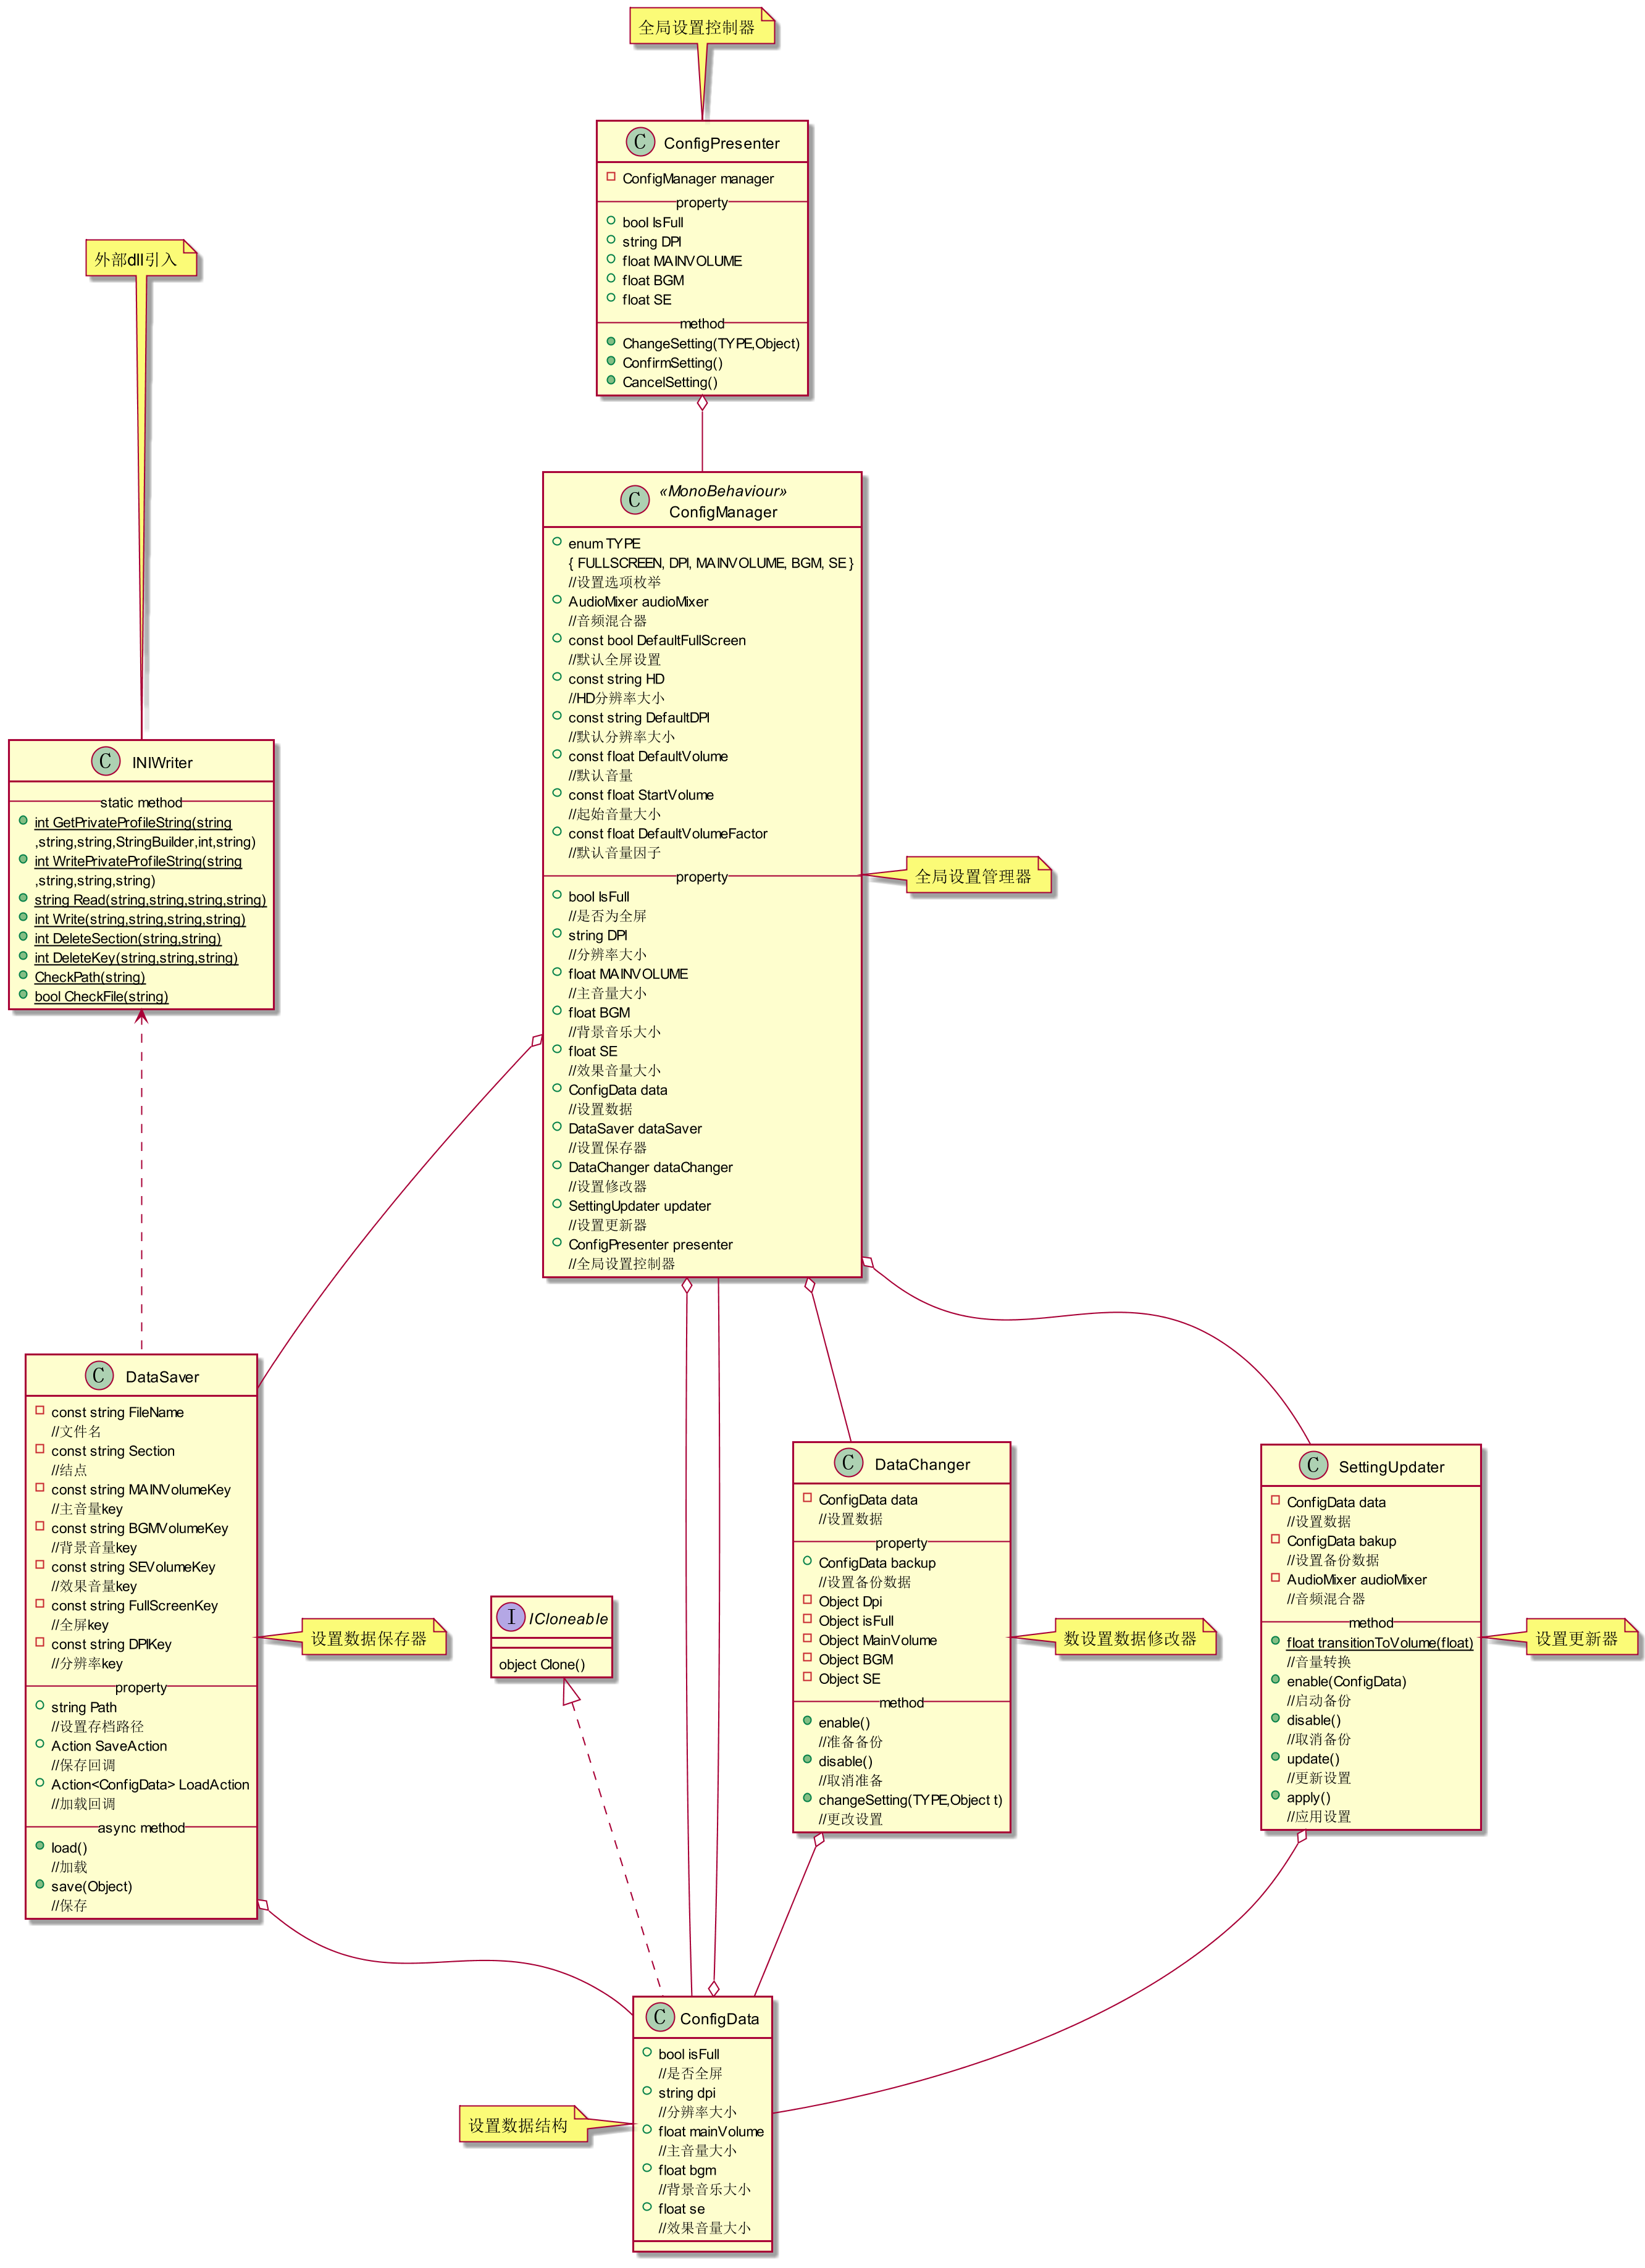 全局设置控制器
C ConfigPresenter
ConfigManager manager
property
bool IsFull
string DPI
float MAINVOLUME
float BGM
float SE
method
ChangeSetting(TYPE,Object)
ConfirmSetting()
CancelSetting()
外部dll引入
C INIWriter
static method
int GetPrivateProfileString(string
,string,string,StringBuilder,int,string)
int WritePrivateProfileString(string
,string,string,string)
string Read(string,string,string,string)
int Write(string,string,string,string)
int DeleteSection(string,string)
int DeleteKey(string,string,string)
CheckPath(string)
bool CheckFile(string)
C «MonoBehaviour»
ConfigManager
enum TYPE
{ FULLSCREEN, DPI, MAINVOLUME, BGM, SE }
//设置选项枚举
AudioMixer audioMixer
//音频混合器
const bool DefaultFullScreen
//默认全屏设置
const string HD
//HD分辨率大小
const string DefaultDPI
//默认分辨率大小
const float DefaultVolume
//默认音量
const float StartVolume
//起始音量大小
const float DefaultVolumeFactor
//默认音量因子
property
bool IsFull
//是否为全屏
string DPI
//分辨率大小
float MAINVOLUME
//主音量大小
float BGM
//背景音乐大小
float SE
//效果音量大小
ConfigData data
//设置数据
DataSaver dataSaver
//设置保存器
DataChanger dataChanger
//设置修改器
SettingUpdater updater
//设置更新器
ConfigPresenter presenter
//全局设置控制器
全局设置管理器
C DataSaver
const string FileName
//文件名
const string Section
//结点
const string MAINVolumeKey
//主音量key
const string BGMVolumeKey
//背景音量key
const string SEVolumeKey
//效果音量key
const string FullScreenKey
//全屏key
const string DPIKey
//分辨率key
property
string Path
//设置存档路径
Action SaveAction
//保存回调
Action<ConfigData> LoadAction
//加载回调
async method
load()
//加载
save(Object)
//保存
设置数据保存器
I ICloneable
object Clone()
C DataChanger
ConfigData data
//设置数据
property
ConfigData backup
//设置备份数据
Object Dpi
Object isFull
Object MainVolume
Object BGM
Object SE
method
enable()
//准备备份
disable()
//取消准备
changeSetting(TYPE,Object t)
//更改设置
数设置数据修改器
C SettingUpdater
ConfigData data
//设置数据
ConfigData bakup
//设置备份数据
AudioMixer audioMixer
//音频混合器
method
float transitionToVolume(float)
//音量转换
enable(ConfigData)
//启动备份
disable()
//取消备份
update()
//更新设置
apply()
//应用设置
设置更新器
C ConfigData
bool isFull
//是否全屏
string dpi
//分辨率大小
float mainVolume
//主音量大小
float bgm
//背景音乐大小
float se
//效果音量大小
设置数据结构